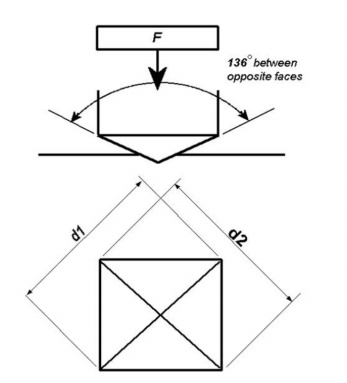 F
136° between
opposite faces
d1
d2